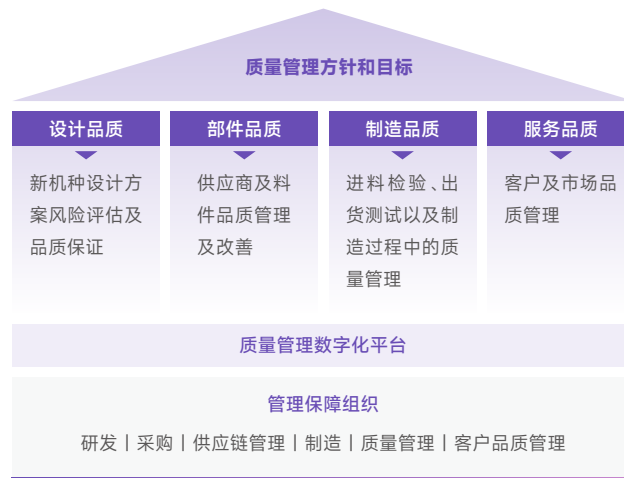 质量管理方针和目标
设计品质
新机种设计方
案风险评估及
品质保证
部件品质
供应商及料
件品质管理
及改善
制造品质
进料检验、出
货测试以及制
造过程中的质
量管理
服务品质
客户及市场品
质管理
质量管理数字化平台
管理保障组织
研发丨采购丨供应链管理丨制造丨质量管理丨客户品质管理